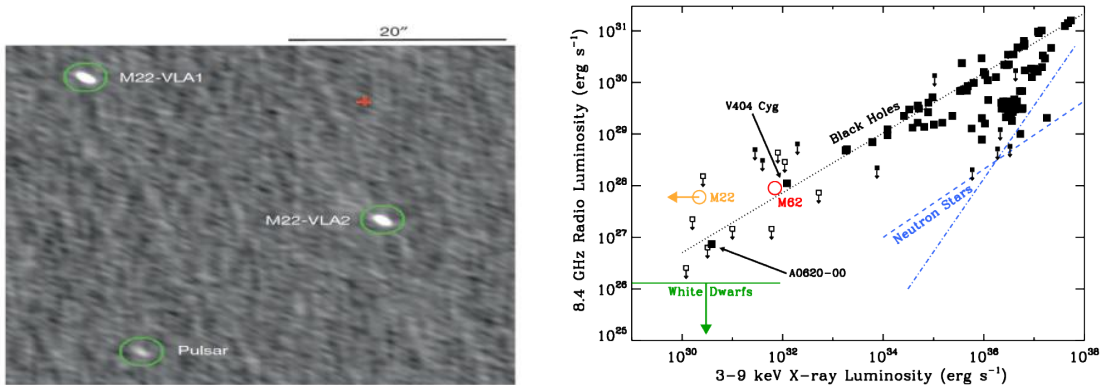 20″
M22-VLA1
M22-VLA2
Pulsar
8.4 GHz Radio Luminosity (erg s⁻¹)
10³¹
10³⁰
10²⁹
10²⁸
10²⁷
10²⁶
10²⁵
V404 Cyg
Black Holes
M22
M62
Neutron Stars
A0620-00
White Dwarfs
10³⁰ 10³² 10³⁴ 10³⁶ 10³⁸
3-9 keV X-ray Luminosity (erg s⁻¹)